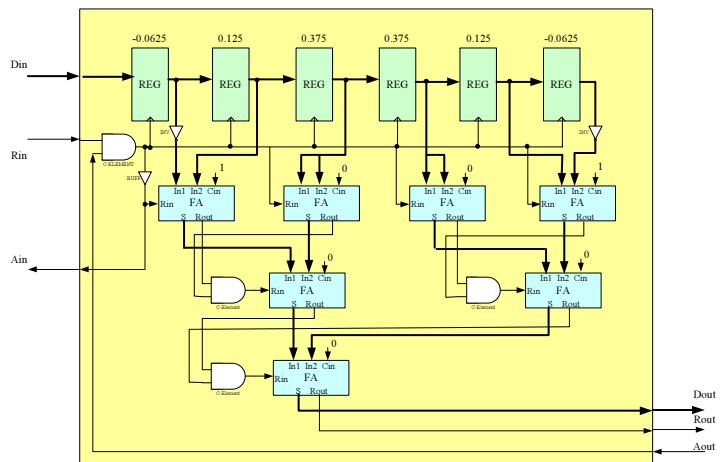 -0.0625 0.125 0.375 0.375 0.125 -0.0625
Din
REG REG REG REG REG REG
INV INV
Rin
C-ELEMENT
BUFF
1 0 0 1
In1 In2 Cin In1 In2 Cin In1 In2 Cin In1 In2 Cin
Rin FA Rin FA Rin FA Rin FA
S Rout S Rout S Rout S Rout
Ain
0 0
In1 In2 Cin In1 In2 Cin
Rin FA Rin FA
C-Element S Rout C-Element S Rout
0
In1 In2 Cin
Rin FA
C-Element S Rout
Dout
Rout
Aout